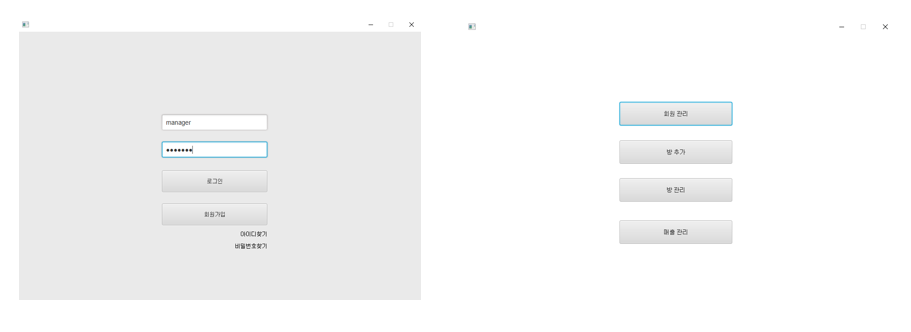 manager
●●●●●●●
로그인
회원가입
아이디찾기
비밀번호찾기
회원 관리
방 추가
방 관리
매출 관리